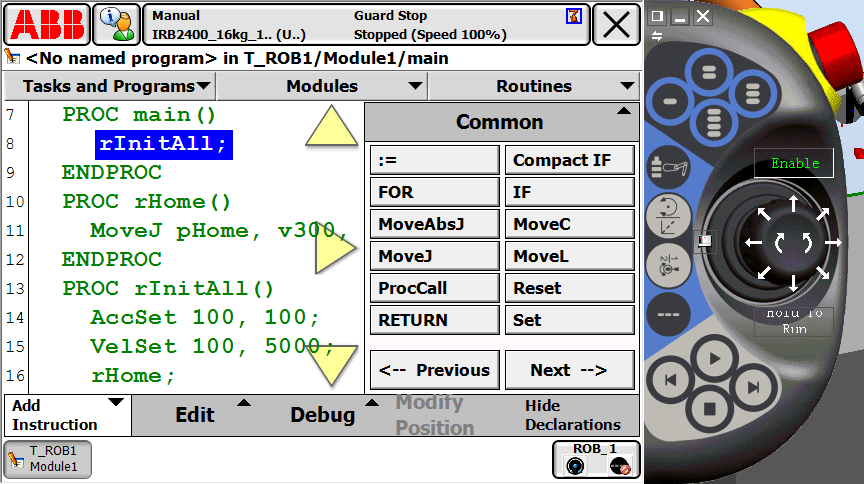 ABB
Manual
IRB2400_16kg_1.. (U..)
Guard Stop
Stopped (Speed 100%)
<No named program> in T_ROB1/Module1/main
Tasks and Programs
Modules
Routines
7 PROC main()
8 rInitAll;
9 ENDPROC
10 PROC rHome()
11 MoveJ pHome, v300,
12 ENDPROC
13 PROC rInitAll()
14 AccSet 100, 100;
15 VelSet 100, 5000;
16 rHome;
Common
:= Compact IF
FOR IF
MoveAbsJ MoveC
MoveJ MoveL
ProcCall Reset
RETURN Set
<-- Previous Next -->
Add
Instruction
Edit
Debug
Modify
Position
Hide
Declarations
T_ROB1
Module1
ROB_1
Enable
Hold To
Run